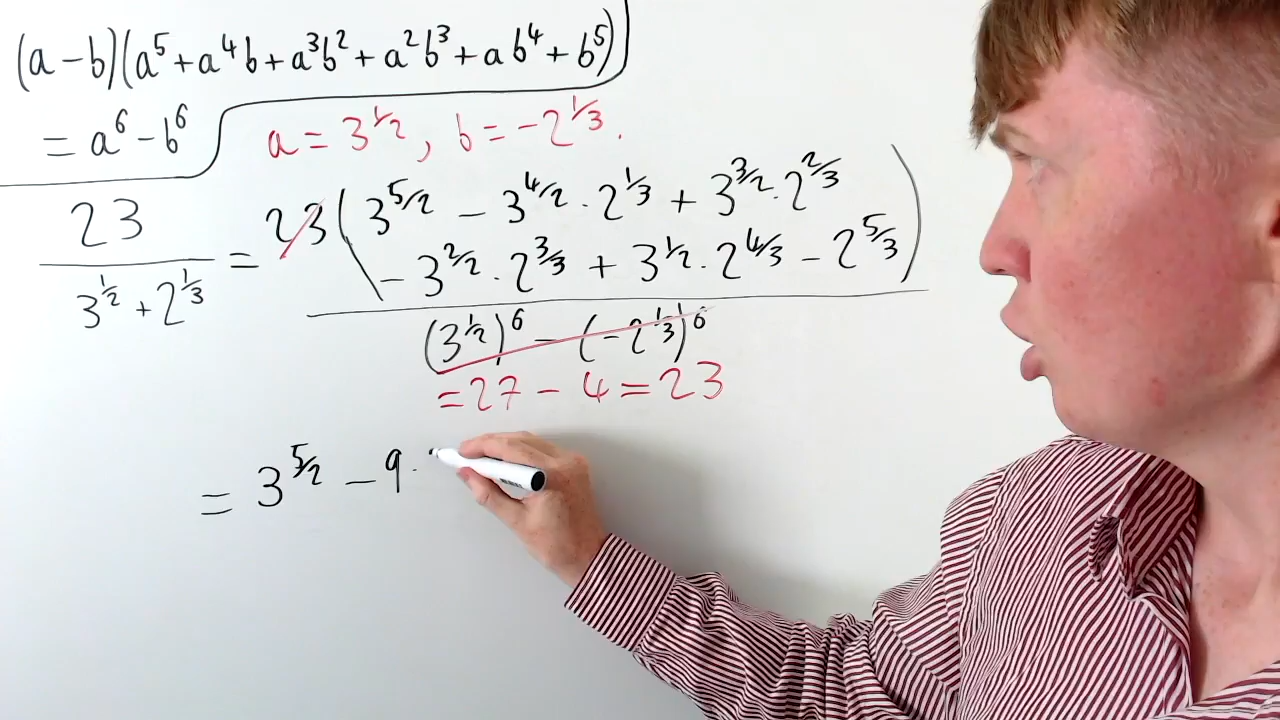 (a-b)(a⁵+a⁴b+a³b²+a²b³+ab⁴+b⁵)
=a⁶-b⁶
a=3^1/2, b=-2^1/3.
23/(3^1/2+2^1/3) = 23(3^5/2 - 3^4/2·2^1/3 + 3^3/2·2^2/3
- 3^2/2·2^3/3 + 3^1/2·2^4/3 - 2^5/3)
(3^1/2)^6 - (-2^1/3)^6
=27-4=23
= 3^5/2 - 9·